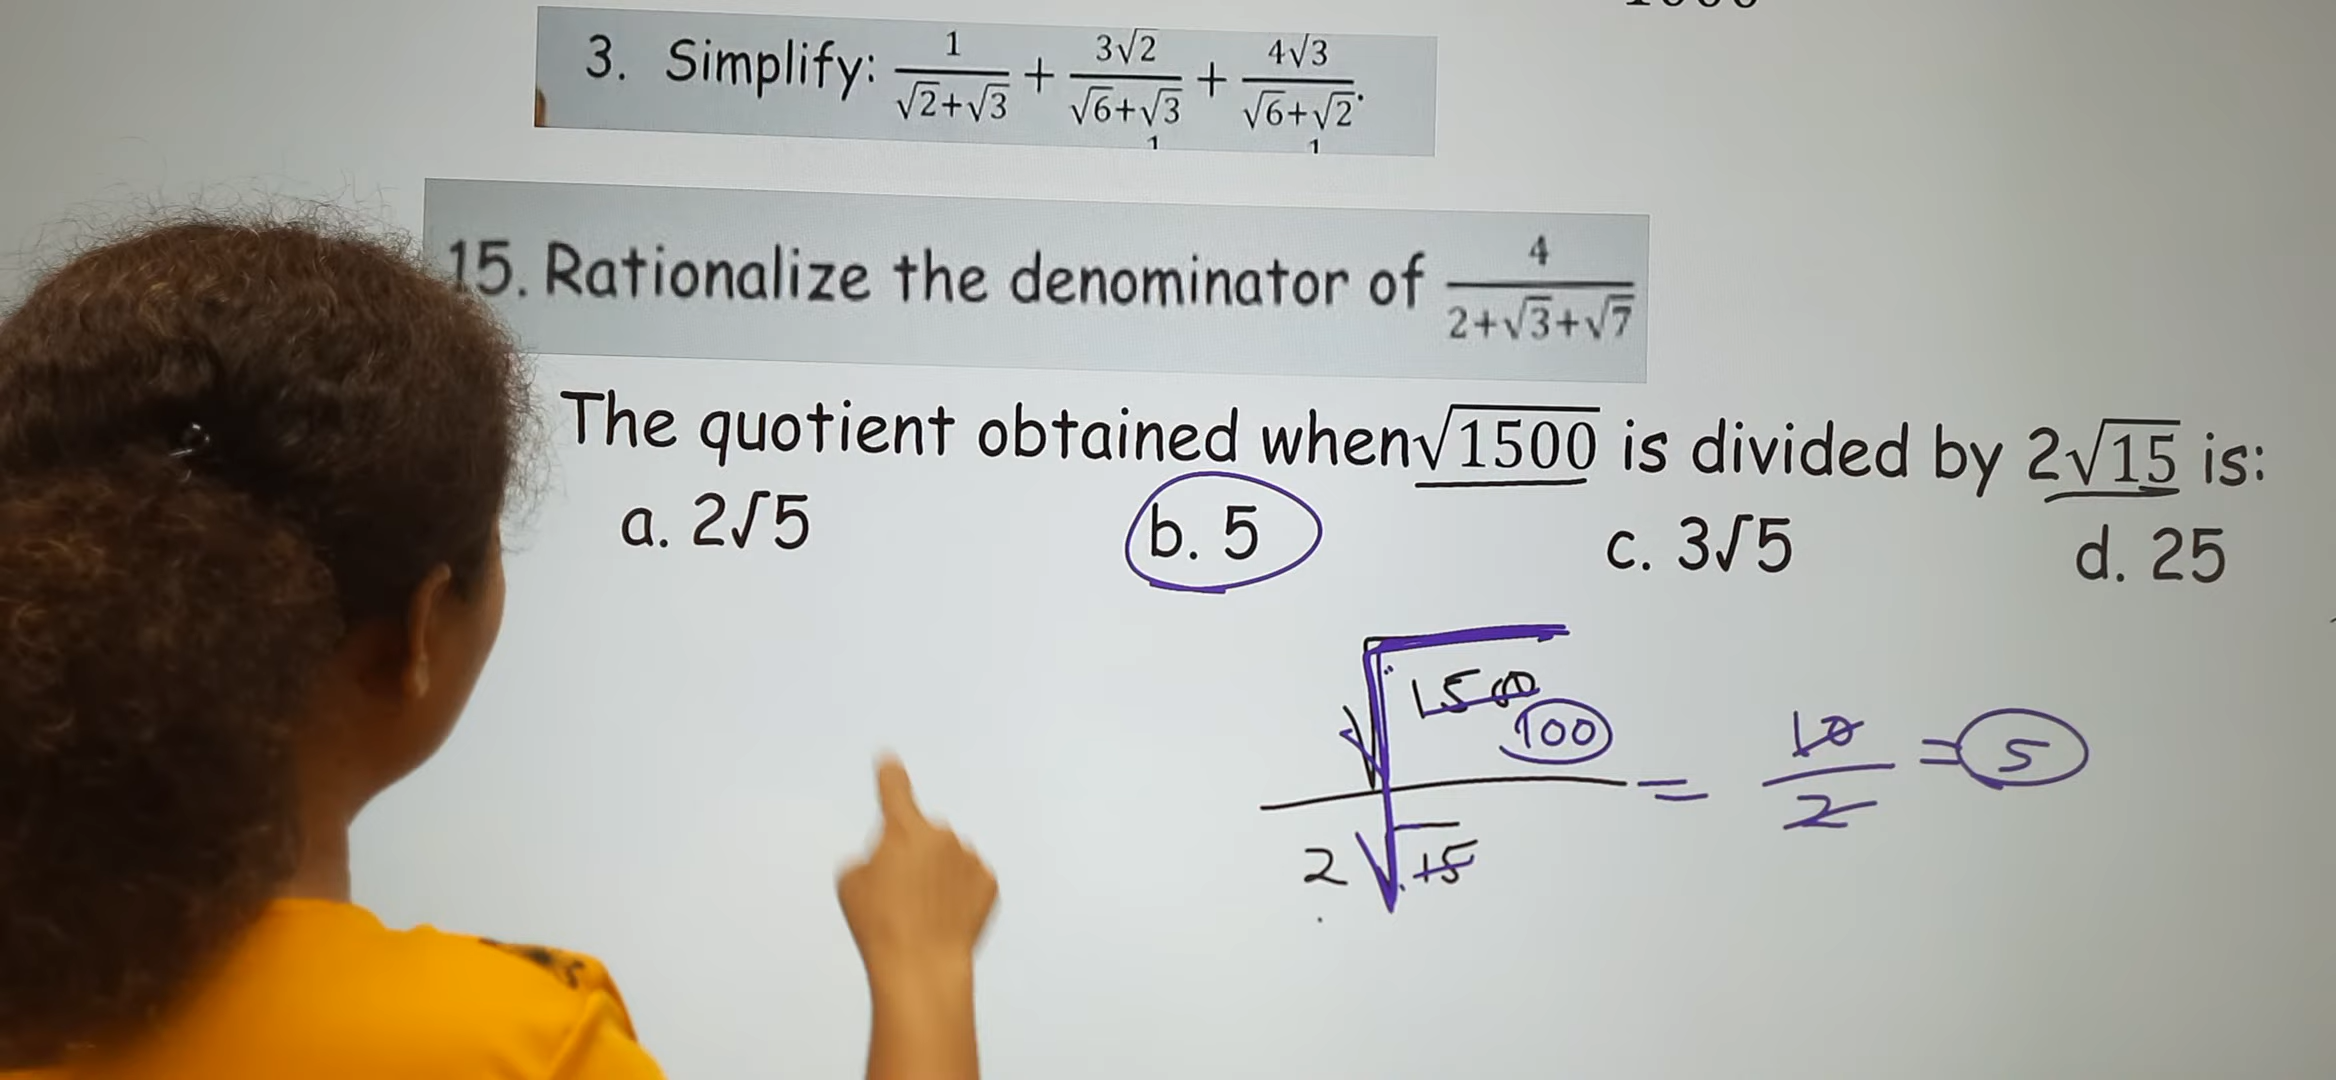 3. Simplify: 1/(√2+√3) + 3√2/(√6+√3) + 4√3/(√6+√2).
1 1
15. Rationalize the denominator of 4/(2+√3+√7)
The quotient obtained when√1500 is divided by 2√15 is:
a. 2√5 b. 5 c. 3√5 d. 25
√1500
100
2√15
= 10/2 = 5